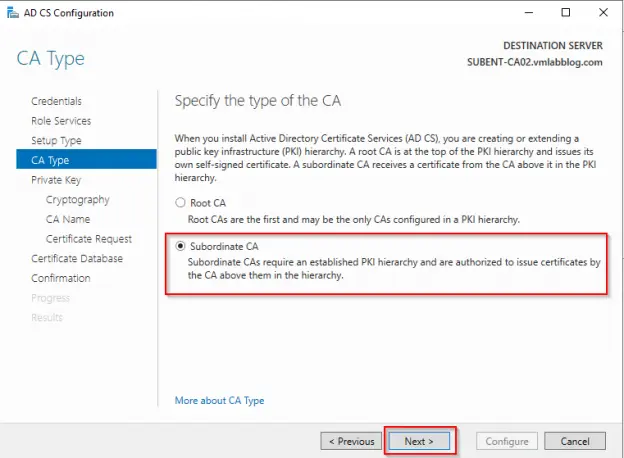 AD CS Configuration
CA Type
DESTINATION SERVER
SUBENT-CA02.vmlabblog.com
Credentials
Role Services
Setup Type
CA Type
Private Key
Cryptography
CA Name
Certificate Request
Certificate Database
Confirmation
Progress
Results
Specify the type of the CA
When you install Active Directory Certificate Services (AD CS), you are creating or extending a
public key infrastructure (PKI) hierarchy. A root CA is at the top of the PKI hierarchy and issues its
own self-signed certificate. A subordinate CA receives a certificate from the CA above it in the PKI
hierarchy.
Root CA
Root CAs are the first and may be the only CAs configured in a PKI hierarchy.
Subordinate CA
Subordinate CAs require an established PKI hierarchy and are authorized to issue certificates by
the CA above them in the hierarchy.
More about CA Type
< Previous
Next >
Configure
Cancel